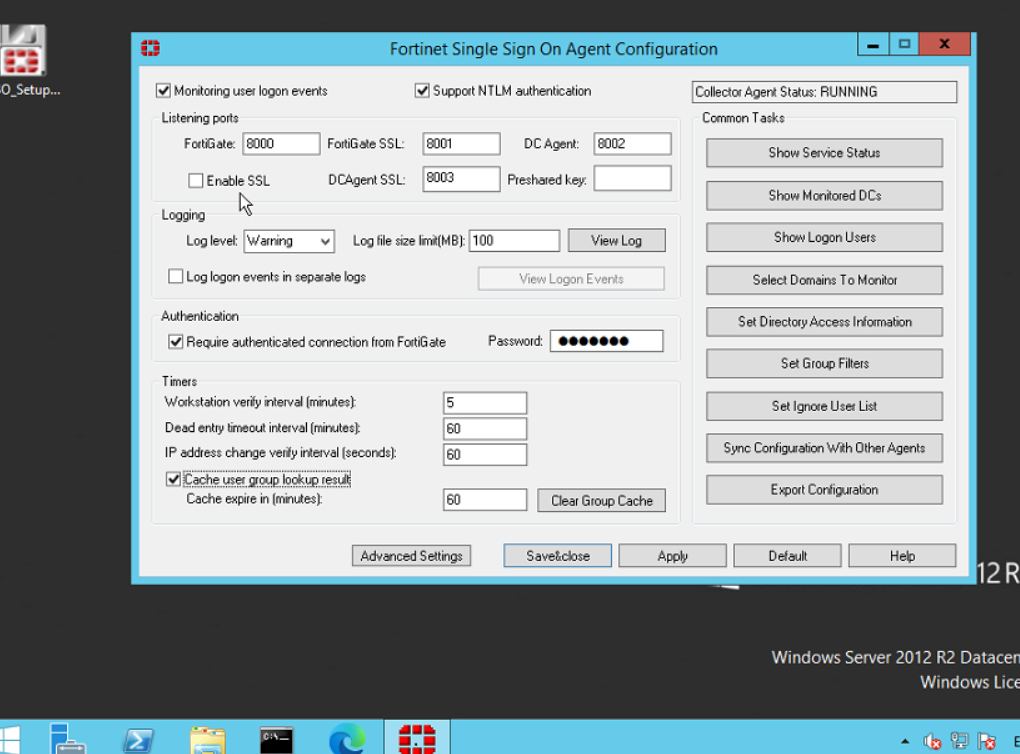 O_Setup...
Fortinet Single Sign On Agent Configuration
Monitoring user logon events
Support NTLM authentication
Collector Agent Status: RUNNING
Listening ports
FortiGate: 8000 FortiGate SSL: 8001 DC Agent: 8002
Enable SSL DCAgent SSL: 8003 Preshared key:
Logging
Log level: Warning Log file size limit(MB): 100 View Log
Log logon events in separate logs View Logon Events
Authentication
Require authenticated connection from FortiGate Password: ●●●●●●●
Timers
Workstation verify interval (minutes): 5
Dead entry timeout interval (minutes): 60
IP address change verify interval (seconds): 60
Cache user group lookup result
Cache expire in (minutes): 60 Clear Group Cache
Common Tasks
Show Service Status
Show Monitored DCs
Show Logon Users
Select Domains To Monitor
Set Directory Access Information
Set Group Filters
Set Ignore User List
Sync Configuration With Other Agents
Export Configuration
Advanced Settings Save&close Apply Default Help
12 R
Windows Server 2012 R2 Datacen
Windows Lice